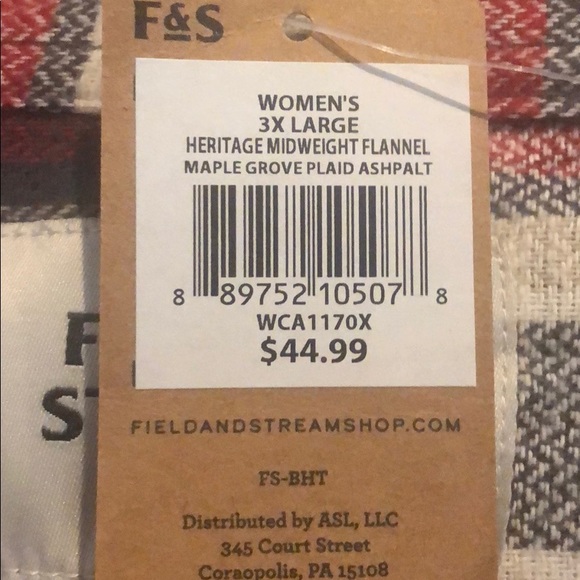 F&S
WOMEN'S
3X LARGE
HERITAGE MIDWEIGHT FLANNEL
MAPLE GROVE PLAID ASHPALT
8 89752 10507 8
WCA1170X
$44.99
FIELDANDSTREAMSHOP.COM
FS-BHT
Distributed by ASL, LLC
345 Court Street
Coraopolis, PA 15108